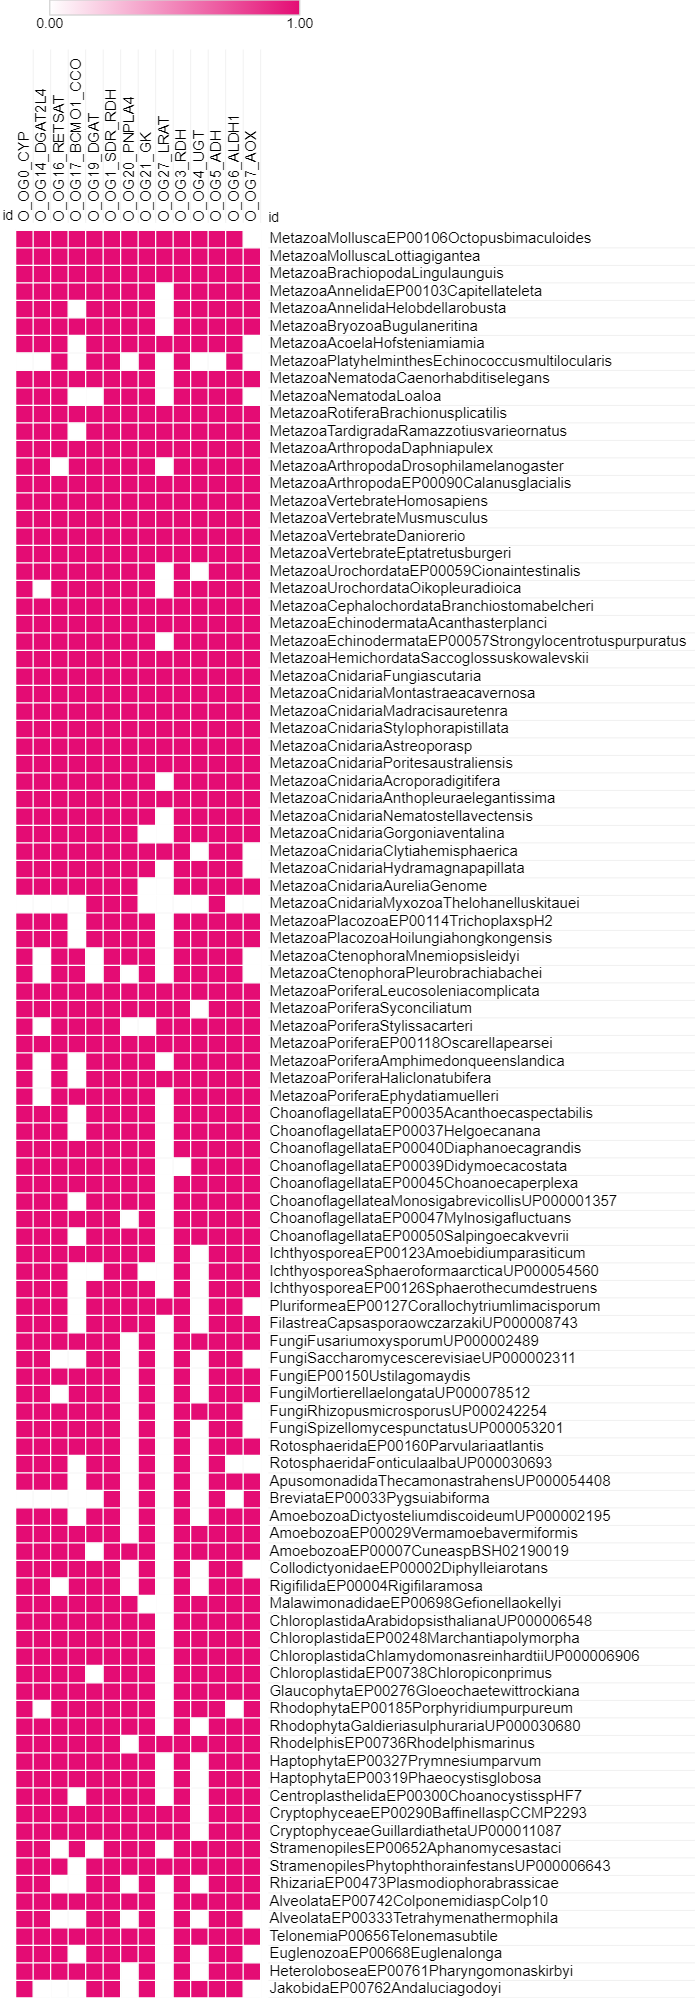 0.00
1.00
O_OG0_CYP
O_OG14_DGAT2L4
O_OG16_RETSAT
O_OG17_BCMO1_CCO
O_OG19_DGAT
O_OG1_SDR_RDH
O_OG20_PNPLA4
O_OG21_GK
O_OG27_LRAT
O_OG3_RDH
O_OG4_UGT
O_OG5_ADH
O_OG6_ALDH1
O_OG7_AOX
id
id
MetazoaMolluscaEP00106Octopusbimaculoides
MetazoaMolluscaLottiagigantea
MetazoaBrachiopodaLingulaunguis
MetazoaAnnelidaEP00103Capitellateleta
MetazoaAnnelidaHelobdellarobusta
MetazoaBryozoaBugulaneritina
MetazoaAcoelaHofsteniamiamia
MetazoaPlatyhelminthesEchinococcusmultilocularis
MetazoaNematodaCaenorhabditiselegans
MetazoaNematodaLoaloa
MetazoaRotiferaBrachionusplicatilis
MetazoaTardigradaRamazzotiusvarieornatus
MetazoaArthropodaDaphniapulex
MetazoaArthropodaDrosophilamelanogaster
MetazoaArthropodaEP00090Calanusglacialis
MetazoaVertebrateHomosapiens
MetazoaVertebrateMusmusculus
MetazoaVertebrateDaniorerio
MetazoaVertebrateEptatretusburgeri
MetazoaUrochordataEP00059Cionaintestinalis
MetazoaUrochordataOikopleuradioica
MetazoaCephalochordataBranchiostomabelcheri
MetazoaEchinodermataAcanthasterplanci
MetazoaEchinodermataEP00057Strongylocentrotuspurpuratus
MetazoaHemichordataSaccoglossuskowalevskii
MetazoaCnidariaFungiascutaria
MetazoaCnidariaMontastraeacavernosa
MetazoaCnidariaMadracisauretenra
MetazoaCnidariaStylophorapistillata
MetazoaCnidariaAstreoporasp
MetazoaCnidariaPoritesaustraliensis
MetazoaCnidariaAcroporadigitifera
MetazoaCnidariaAnthopleuraelegantissima
MetazoaCnidariaNematostellavectensis
MetazoaCnidariaGorgoniaventalina
MetazoaCnidariaClytiahemisphaerica
MetazoaCnidariaHydramagnapapillata
MetazoaCnidariaAureliaGenome
MetazoaCnidariaMyxozoaThelohanelluskitauei
MetazoaPlacozoaEP00114TrichoplaxspH2
MetazoaPlacozoaHoilungiahongkongensis
MetazoaCtenophoraMnemiopsisleidyi
MetazoaCtenophoraPleurobrachiabachei
MetazoaPoriferaLeucosoleniacomplicata
MetazoaPoriferaSyconciliatum
MetazoaPoriferaStylissacarteri
MetazoaPoriferaEP00118Oscarellapearsei
MetazoaPoriferaAmphimedonqueenslandica
MetazoaPoriferaHaliclonatubifera
MetazoaPoriferaEphydatiamuelleri
ChoanoflagellataEP00035Acanthoecaspectabilis
ChoanoflagellataEP00037Helgoecanana
ChoanoflagellataEP00040Diaphanoecagrandis
ChoanoflagellataEP00039Didymoecacostata
ChoanoflagellataEP00045Choanoecaperplexa
ChoanoflagellateaMonosigabrevicollisUP000001357
ChoanoflagellataEP00047Mylnosigafluctuans
ChoanoflagellataEP00050Salpingoecakvevrii
IchthyosporeaEP00123Amoebidiumparasiticum
IchthyosporeaSphaeroformaarcticaUP000054560
IchthyosporeaEP00126Sphaerothecumdestruens
PluriformeaEP00127Corallochytriumlimacisporum
FilastreaCapsasporaowczarzakiUP000008743
FungiFusariumoxysporumUP000002489
FungiSaccharomycescerevisiaeUP000002311
FungiEP00150Ustilagomaydis
FungiMortierellaelongataUP000078512
FungiRhizopusmicrosporusUP000242254
FungiSpizellomycespunctatusUP000053201
RotosphaeridaEP00160Parvulariaatlantis
RotosphaeridaFonticulaalbaUP000030693
ApusomonadidaThecamonastrahensUP000054408
BreviataEP00033Pygsuiabiforma
AmoebozoaDictyosteliumdiscoideumUP000002195
AmoebozoaEP00029Vermamoebavermiformis
AmoebozoaEP00007CuneaspBSH02190019
CollodictyonidaeEP00002Diphylleiarotans
RigifilidaEP00004Rigifilaramosa
MalawimonadidaeEP00698Gefionellaokellyi
ChloroplastidaArabidopsisthalianaUP000006548
ChloroplastidaEP00248Marchantiapolymorpha
ChloroplastidaChlamydomonasreinhardtiiUP000006906
ChloroplastidaEP00738Chloropiconprimus
GlaucophytaEP00276Gloeochaetewittrockiana
RhodophytaEP00185Porphyridiumpurpureum
RhodophytaGaldieriasulphurariaUP000030680
RhodelphisEP00736Rhodelphismarinus
HaptophytaEP00327Prymnesiumparvum
HaptophytaEP00319Phaeocystisglobosa
CentroplasthelidaEP00300ChoanocystisspHF7
CryptophyceaeEP00290BaffinellaspCCMP2293
CryptophyceaeGuillardiathetaUP000011087
StramenopilesEP00652Aphanomycesastaci
StramenopilesPhytophthorainfestansUP000006643
RhizariaEP00473Plasmodiophorabrassicae
AlveolataEP00742ColponemidiaspColp10
AlveolataEP00333Tetrahymenathermophila
TelonemiaP00656Telonemasubtile
EuglenozoaEP00668Euglenalonga
HeteroloboseaEP00761Pharyngomonaskirbyi
JakobidaEP00762Andaluciagodoyi